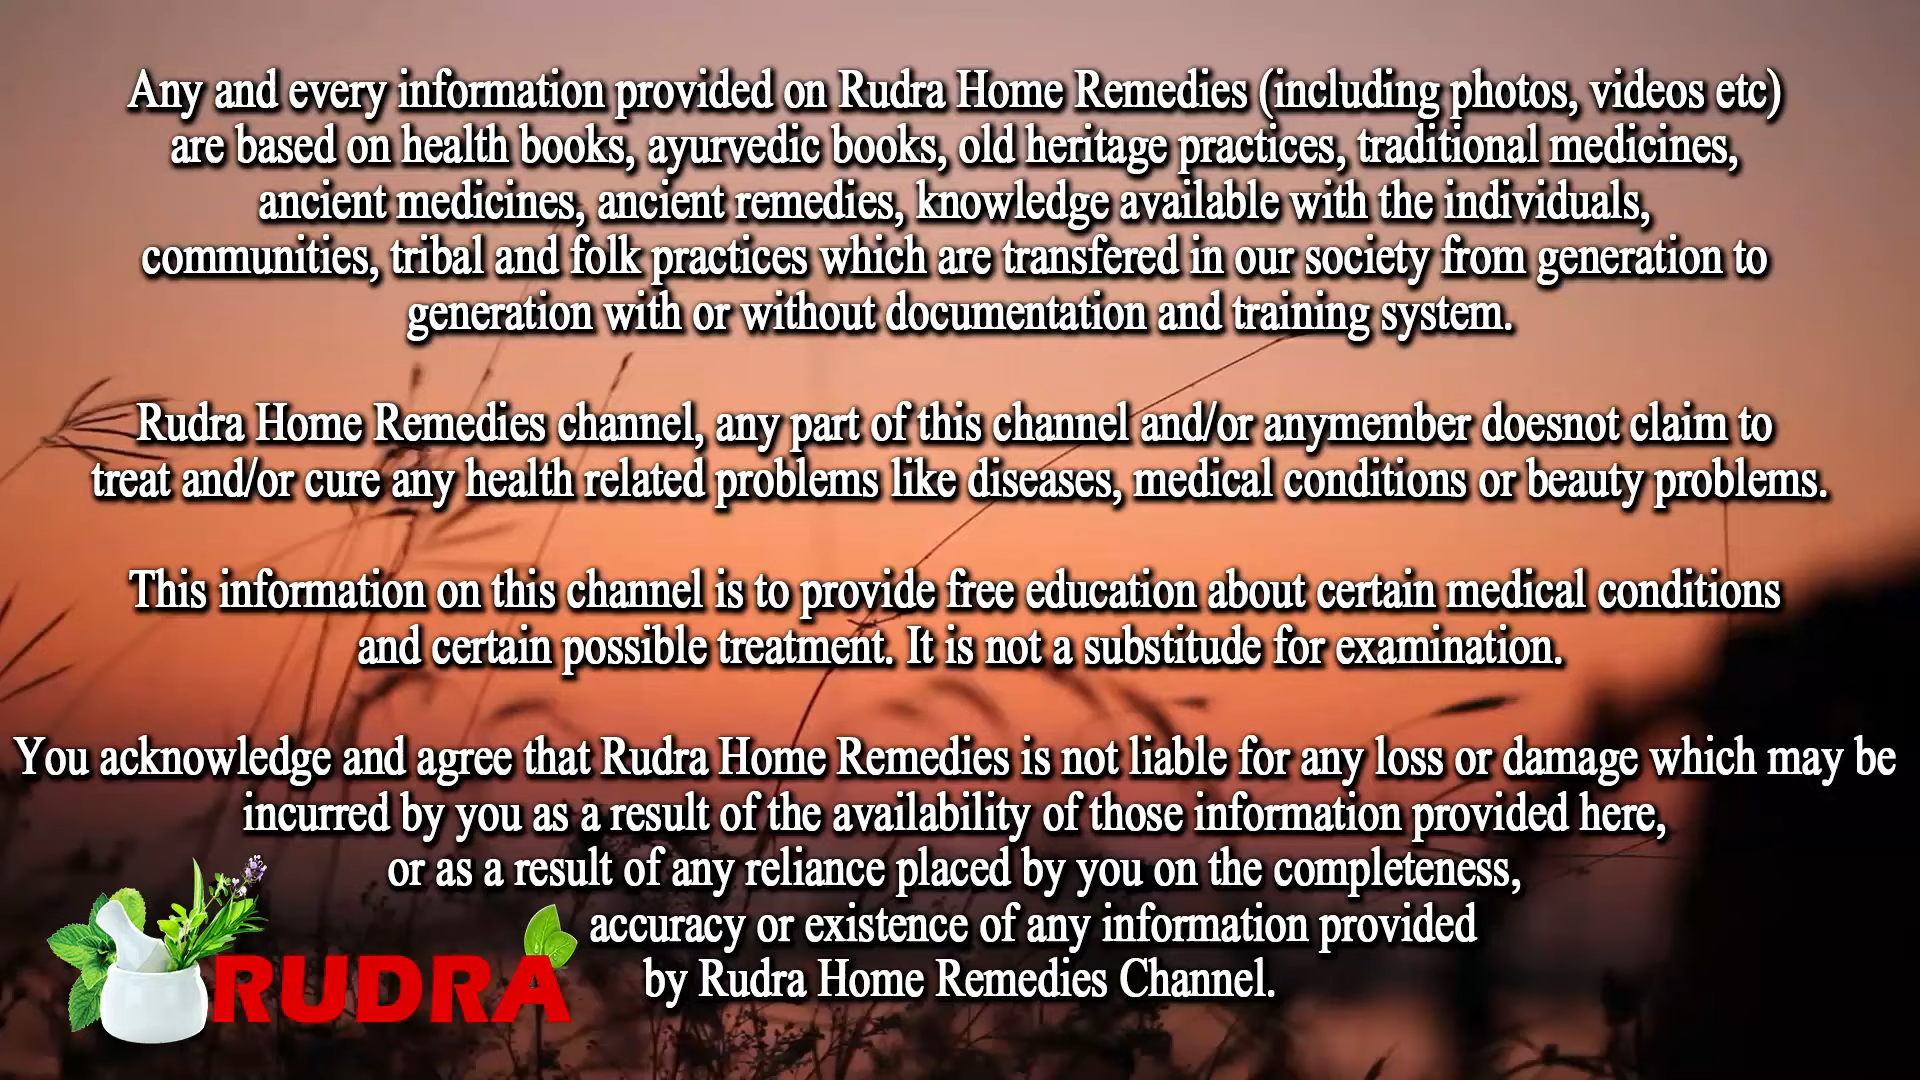 Any and every information provided on Rudra Home Remedies (including photos, videos etc)
are based on health books, ayurvedic books, old heritage practices, traditional medicines,
ancient medicines, ancient remedies, knowledge available with the individuals,
communities, tribal and folk practices which are transfered in our society from generation to
generation with or without documentation and training system.
Rudra Home Remedies channel, any part of this channel and/or anymember doesnot claim to
treat and/or cure any health related problems like diseases, medical conditions or beauty problems.
This information on this channel is to provide free education about certain medical conditions
and certain possible treatment. It is not a substitude for examination.
You acknowledge and agree that Rudra Home Remedies is not liable for any loss or damage which may be
incurred by you as a result of the availability of those information provided here,
or as a result of any reliance placed by you on the completeness,
accuracy or existence of any information provided
by Rudra Home Remedies Channel.
RUDRA